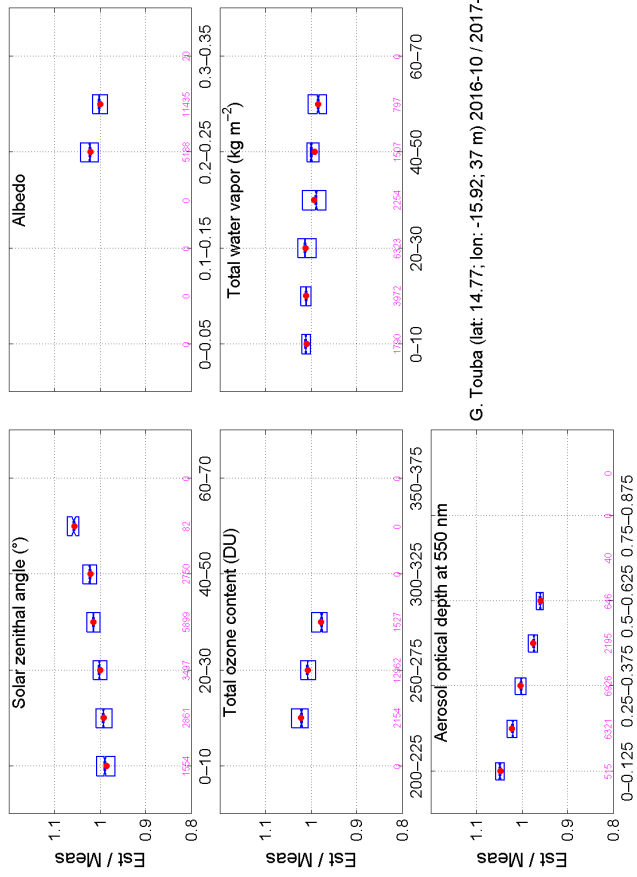 Solar zenithal angle (°)
Est / Meas
1.1
1
0.9
0.8
1554 2861 3497 5899 2750 82 0
0–10 20–30 40–50 60–70
Albedo
0 0 0 0 5188 11435 20
0–0.05 0.1–0.15 0.2–0.25 0.3–0.35
Total ozone content (DU)
Est / Meas
1.1
1
0.9
0.8
0 2154 12962 1527 0 0 0
200–225 250–275 300–325 350–375
Total water vapor (kg m−2)
1790 3972 6323 2254 1507 797 0
0–10 20–30 40–50 60–70
Aerosol optical depth at 550 nm
Est / Meas
1.1
1
0.9
0.8
515 6321 6926 2195 646 40 0 0
0–0.125 0.25–0.375 0.5–0.625 0.75–0.875
G. Touba (lat: 14.77; lon: -15.92; 37 m) 2016-10 / 2017-